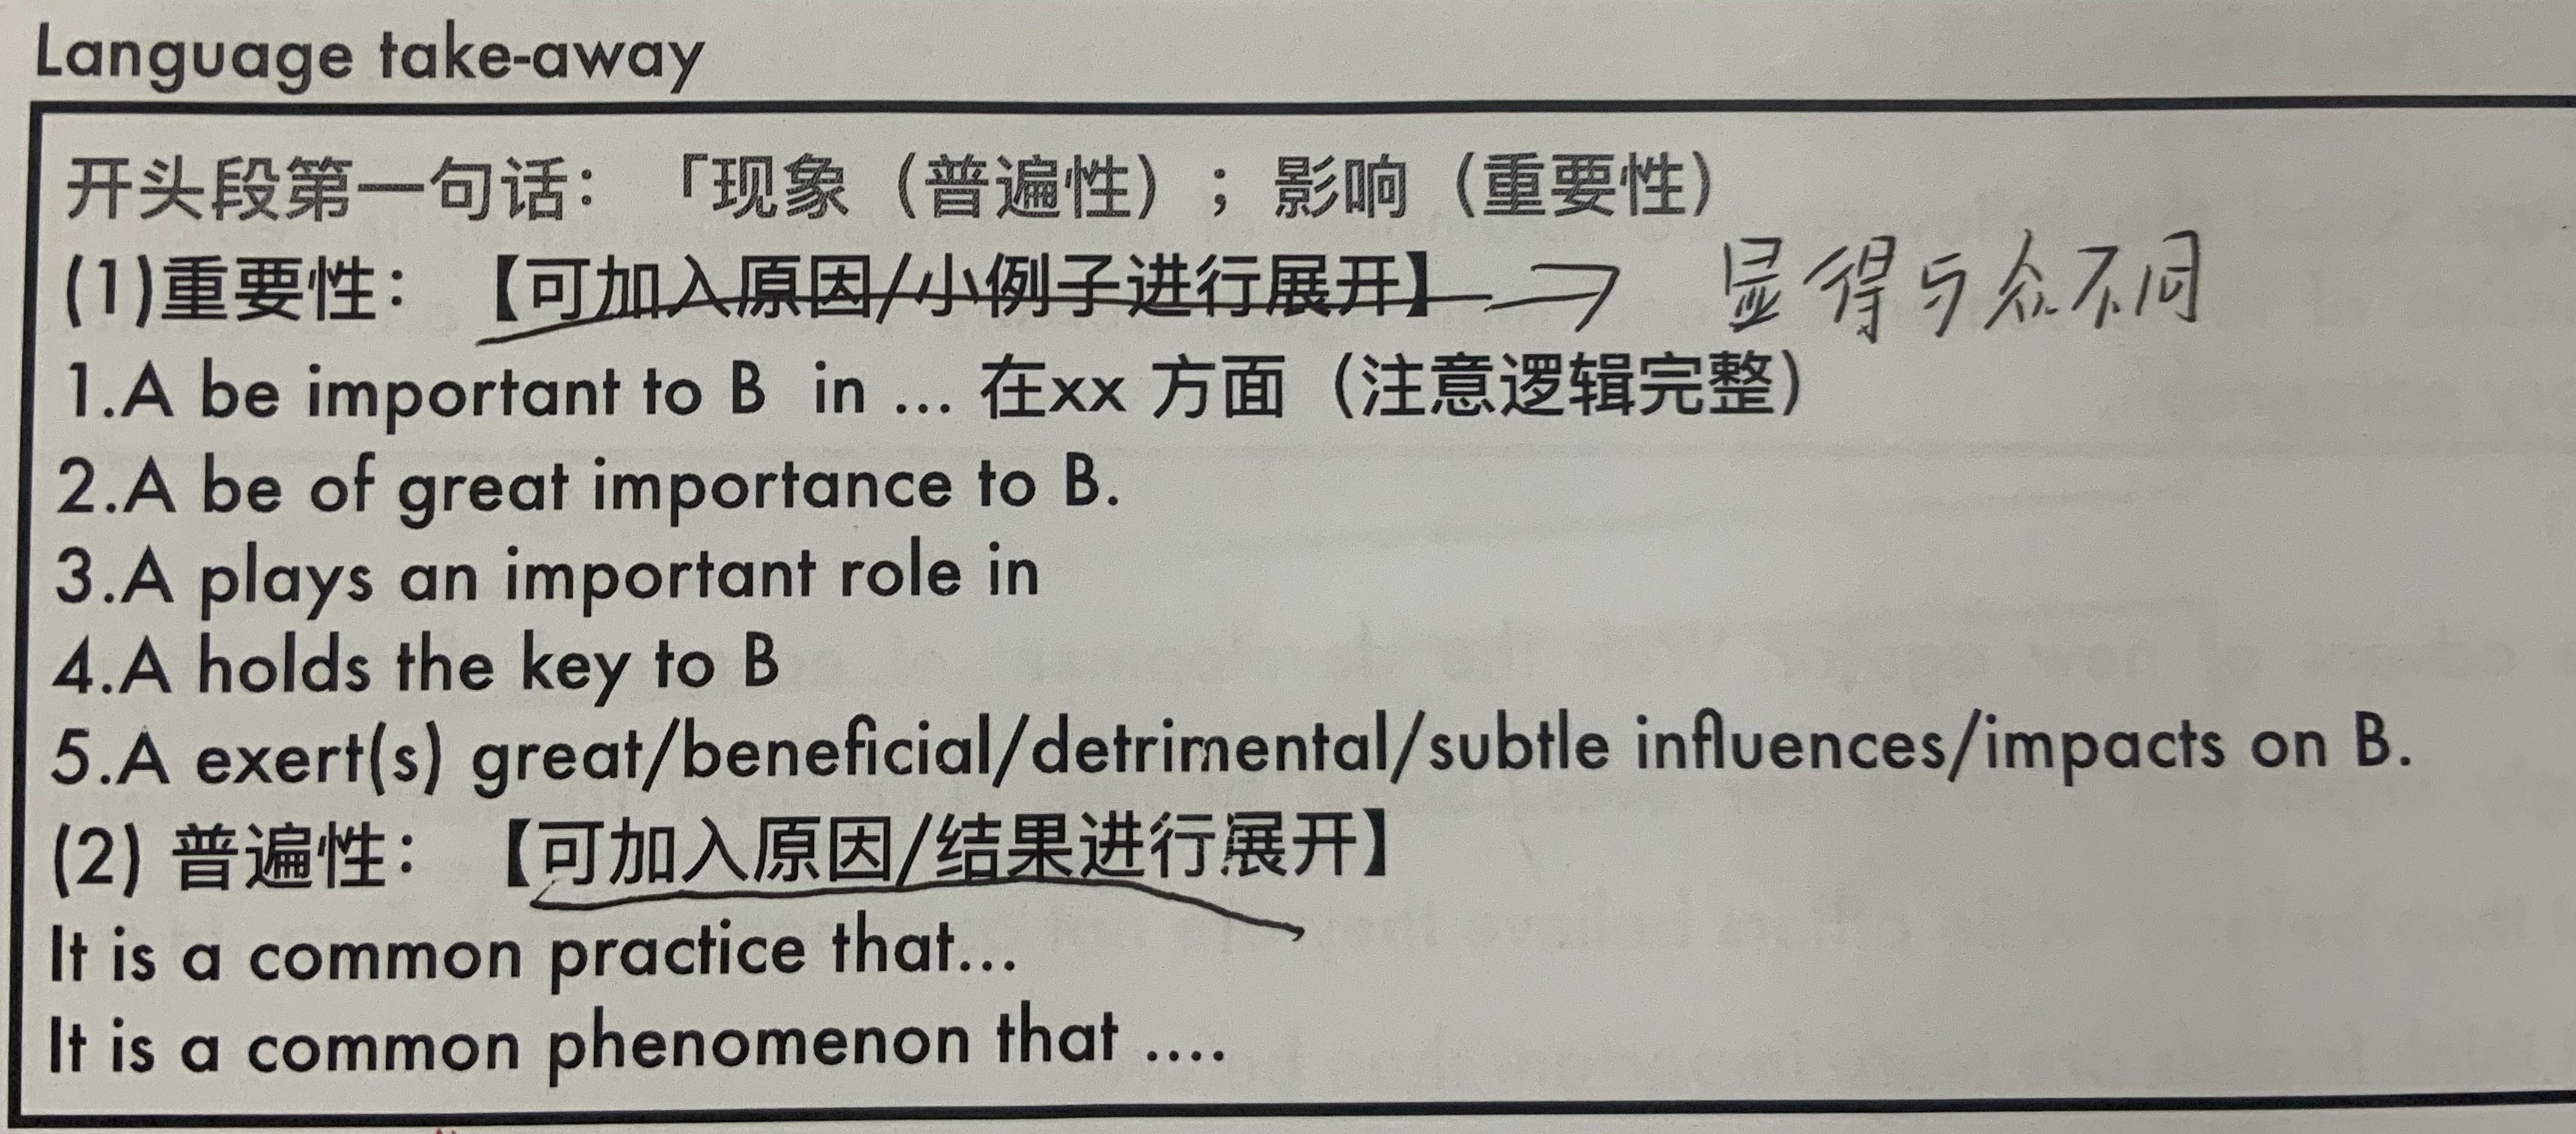 Language take-away
开头段第一句话：「现象（普遍性）；影响（重要性）
(1)重要性：【可加入原因/小例子进行展开】→ 显得与众不同
1.A be important to B in ... 在xx 方面（注意逻辑完整）
2.A be of great importance to B.
3.A plays an important role in
4.A holds the key to B
5.A exert(s) great/beneficial/detrimental/subtle influences/impacts on B.
(2) 普遍性：【可加入原因/结果进行展开】
It is a common practice that...
It is a common phenomenon that ....